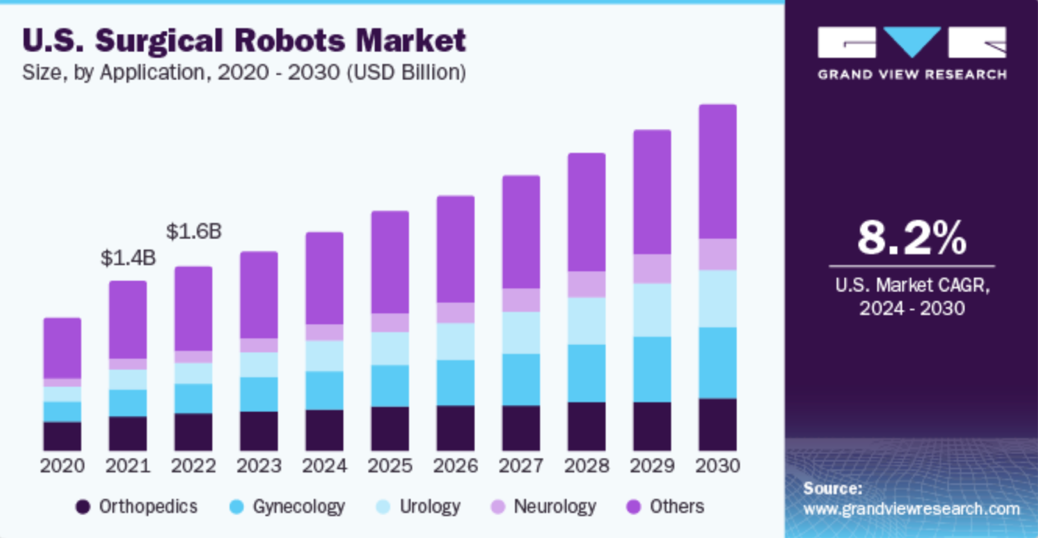 U.S. Surgical Robots Market
Size, by Application, 2020 - 2030 (USD Billion)
$1.4B
$1.6B
2020 2021 2022 2023 2024 2025 2026 2027 2028 2029 2030
Orthopedics Gynecology Urology Neurology Others
GRAND VIEW RESEARCH
8.2%
U.S. Market CAGR,
2024 - 2030
Source:
www.grandviewresearch.com